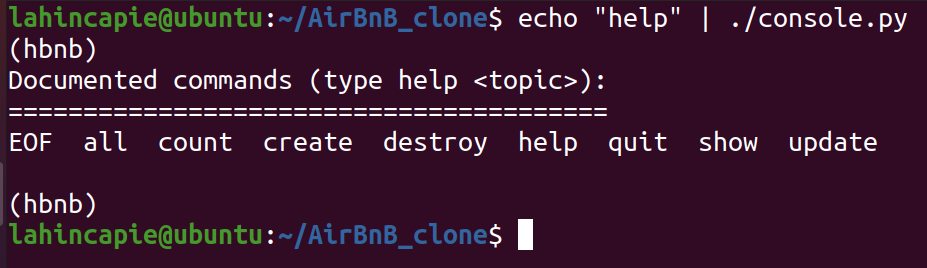 lahincapie@ubuntu:~/AirBnB_clone$ echo "help" | ./console.py
(hbnb)
Documented commands (type help <topic>):
========================================
EOF  all  count  create  destroy  help  quit  show  update

(hbnb)
lahincapie@ubuntu:~/AirBnB_clone$